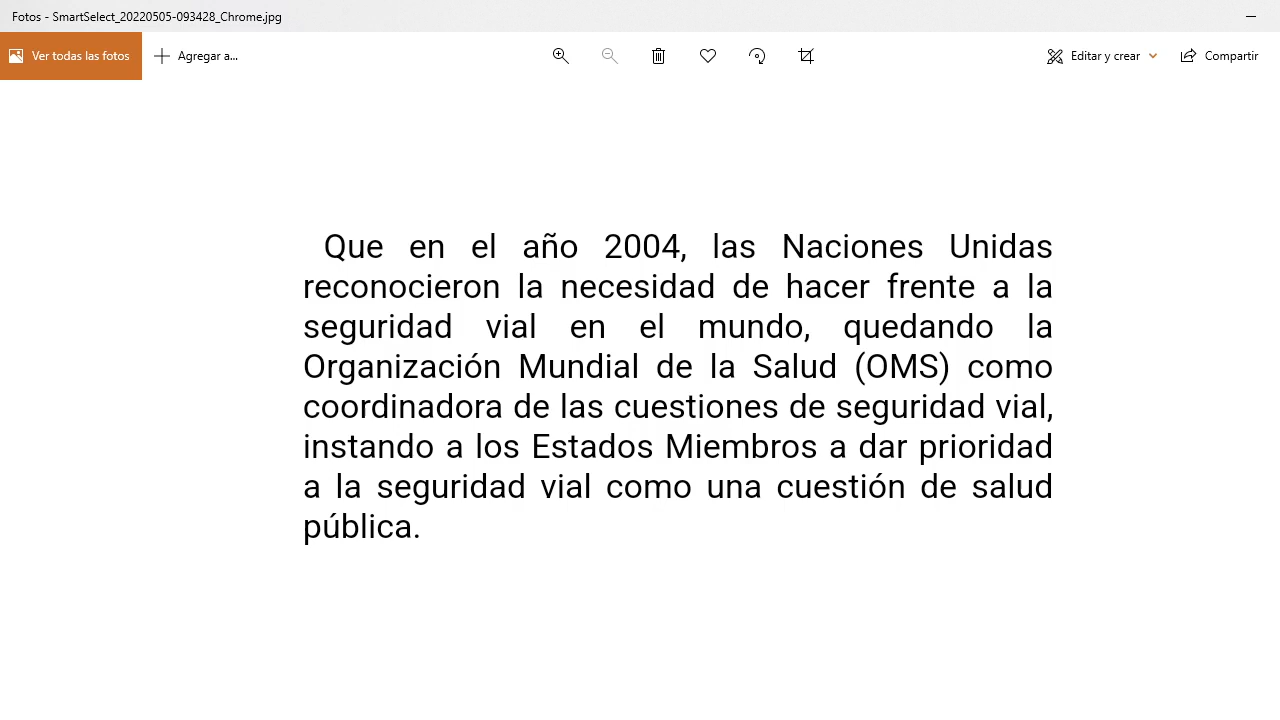 Fotos - SmartSelect_20220505-093428_Chrome.jpg
Ver todas las fotos
Agregar a...
Editar y crear
Compartir
Que en el año 2004, las Naciones Unidas
reconocieron la necesidad de hacer frente a la
seguridad vial en el mundo, quedando la
Organización Mundial de la Salud (OMS) como
coordinadora de las cuestiones de seguridad vial,
instando a los Estados Miembros a dar prioridad
a la seguridad vial como una cuestión de salud
pública.